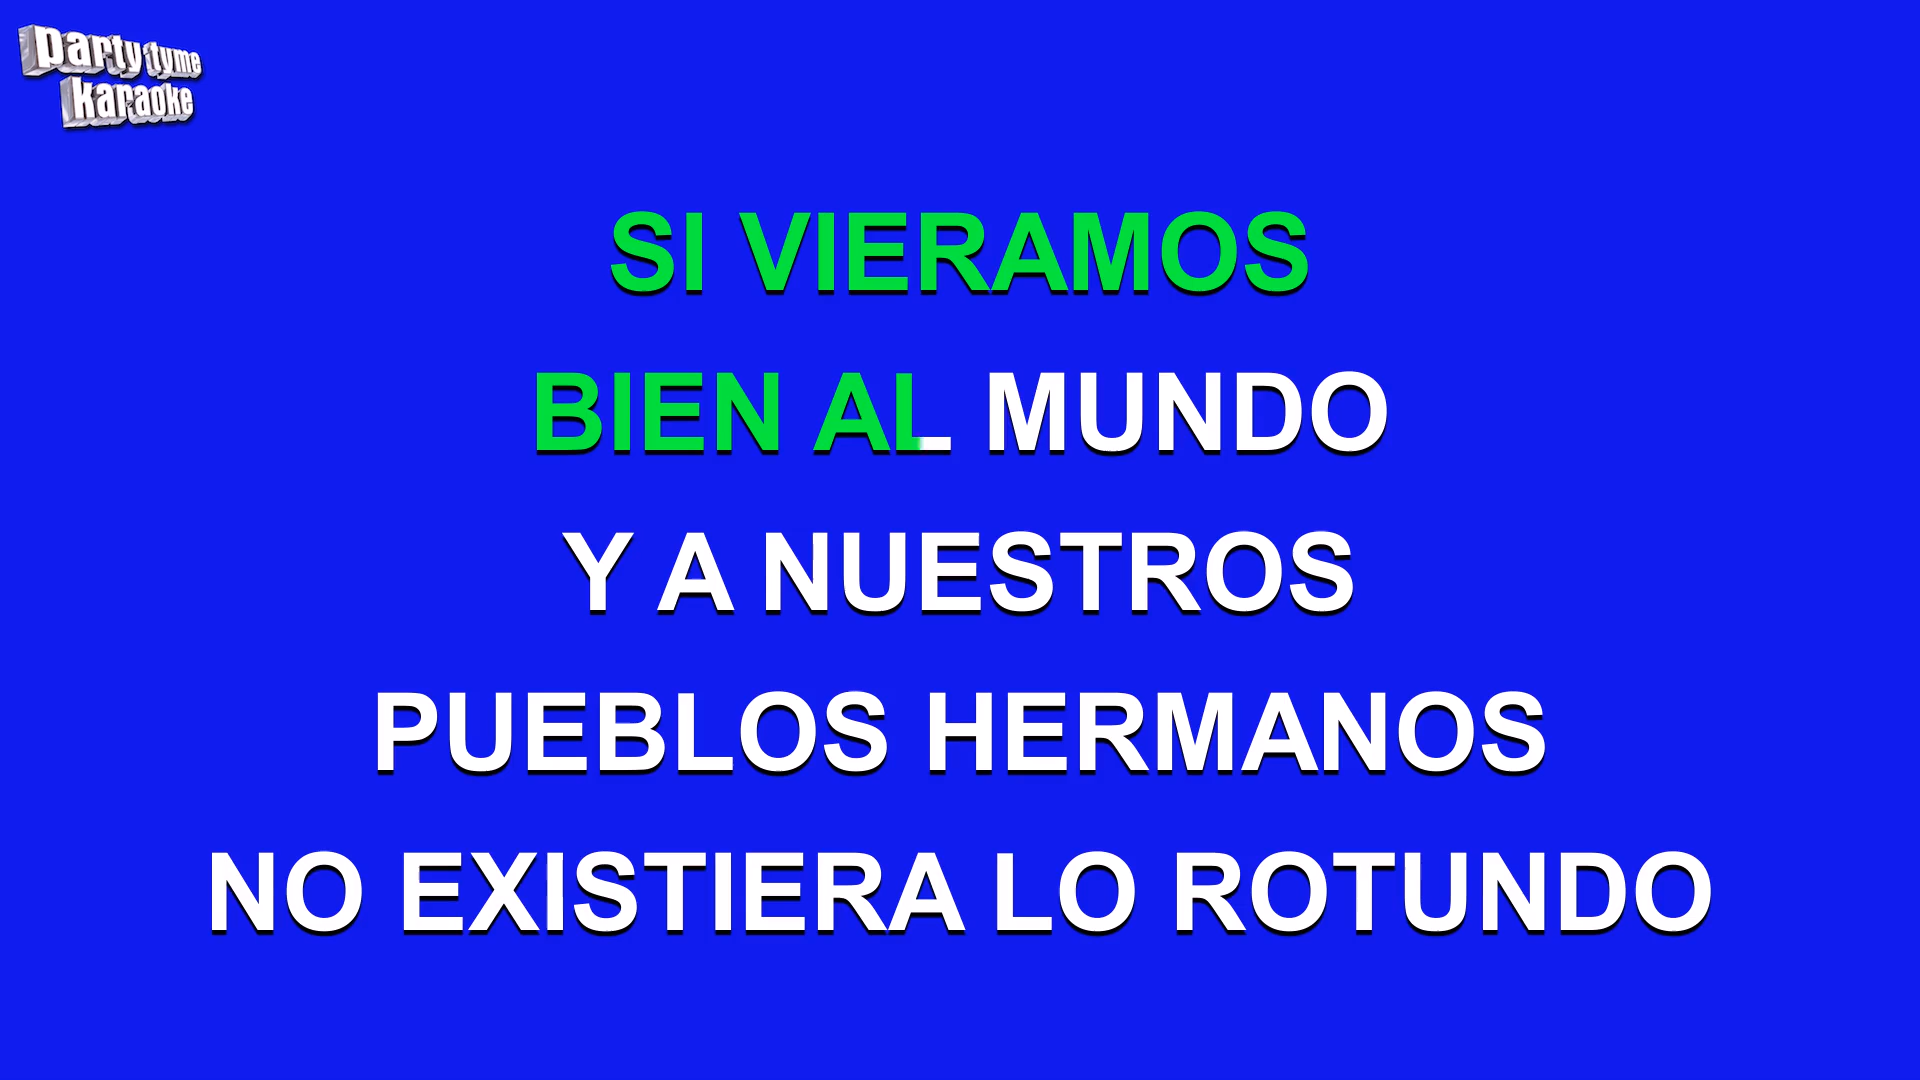 party tyme
karaoke
SI VIERAMOS
BIEN AL MUNDO
Y A NUESTROS
PUEBLOS HERMANOS
NO EXISTIERA LO ROTUNDO